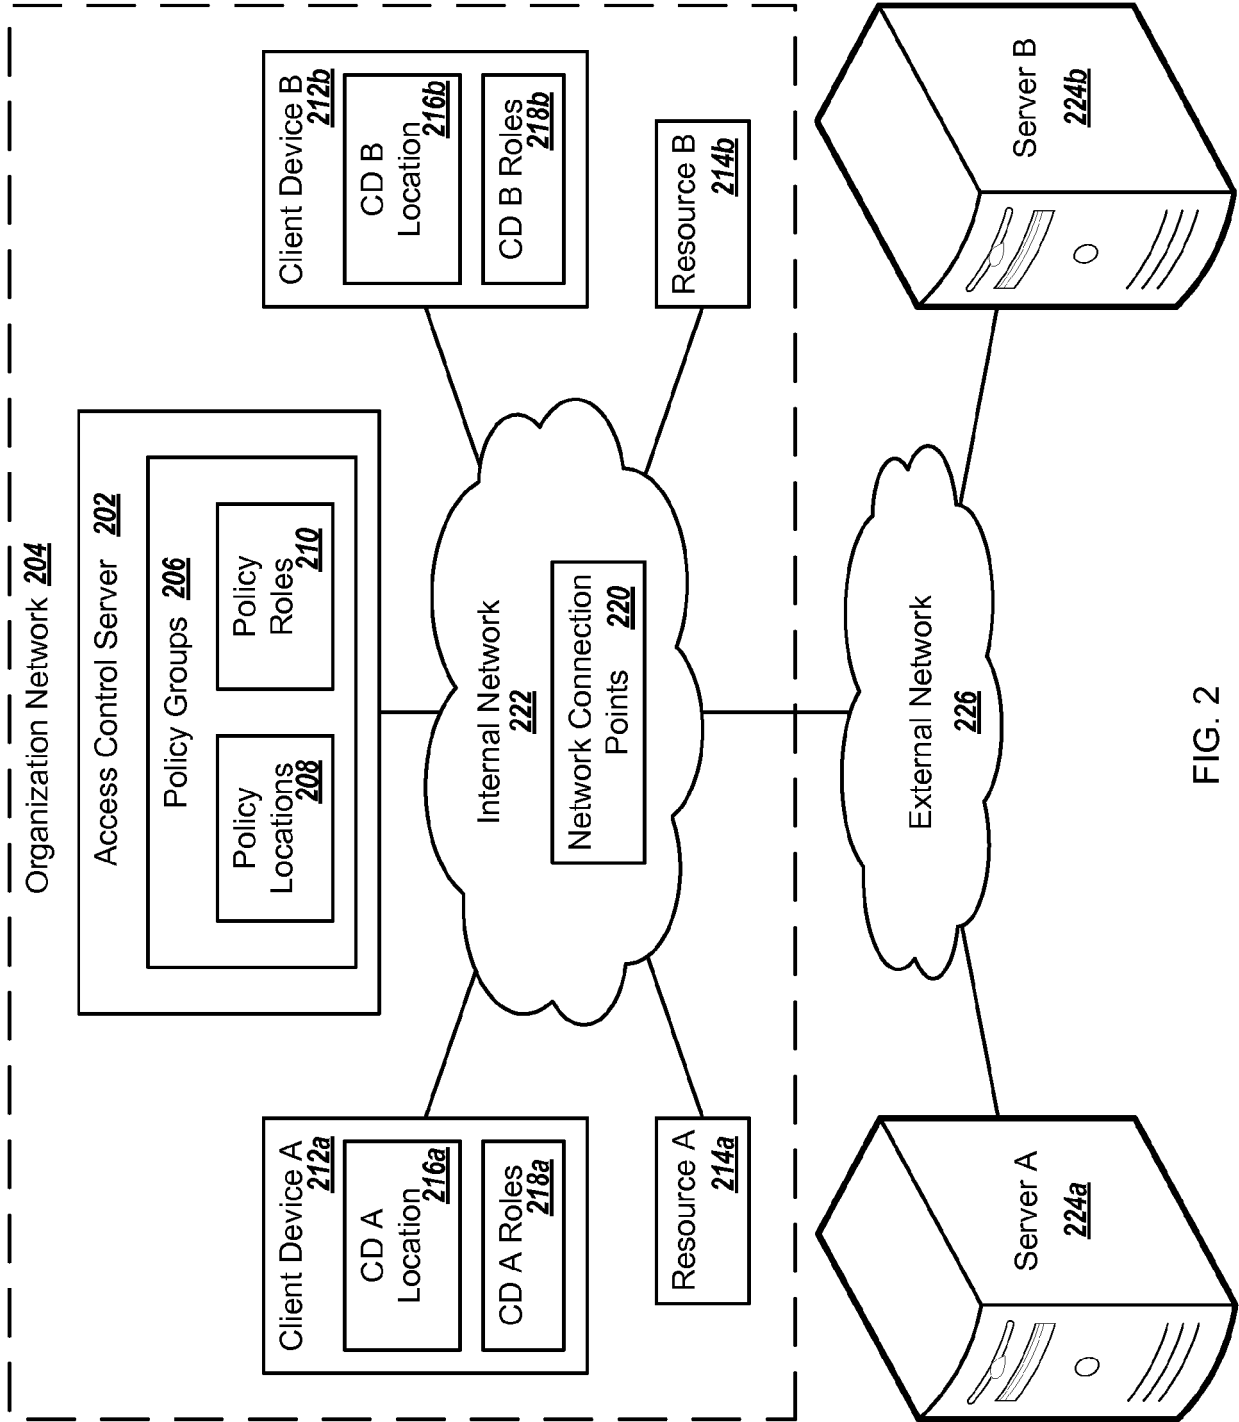 Organization Network 204
Access Control Server 202
Policy Groups 206
Policy
Locations
208
Policy
Roles
210
Client Device A
212a
CD A
Location
216a
CD A Roles
218a
Client Device B
212b
CD B
Location
216b
CD B Roles
218b
Internal Network
222
Network Connection
Points 220
Resource A
214a
Resource B
214b
External Network
226
Server A
224a
Server B
224b
FIG. 2